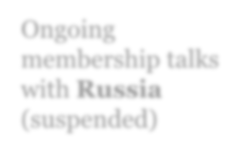 Ongoing
membership talks
with Russia
(suspended)